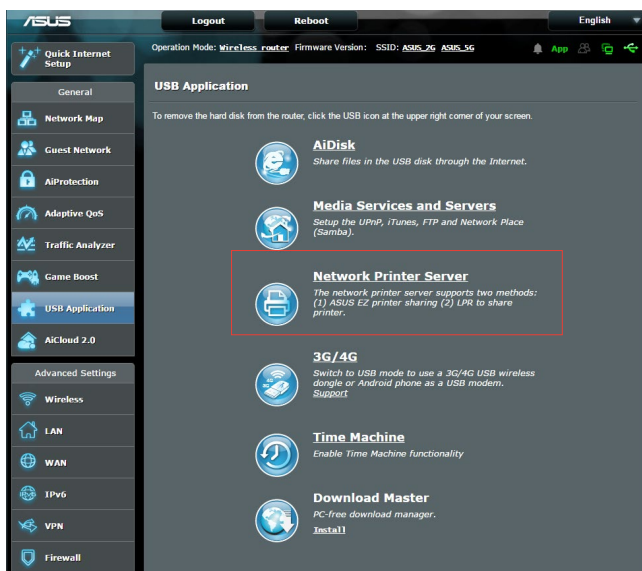 ASUS
Logout
Reboot
English
Quick Internet
Setup
Operation Mode: Wireless router Firmware Version: SSID: ASUS_2G ASUS_5G
App
General
Network Map
Guest Network
AiProtection
Adaptive QoS
Traffic Analyzer
Game Boost
USB Application
AiCloud 2.0
Advanced Settings
Wireless
LAN
WAN
IPv6
VPN
Firewall
USB Application
To remove the hard disk from the router, click the USB icon at the upper right corner of your screen.
AiDisk
Share files in the USB disk through the Internet.
Media Services and Servers
Setup the UPnP, iTunes, FTP and Network Place
(Samba).
Network Printer Server
The network printer server supports two methods:
(1) ASUS EZ printer sharing (2) LPR to share
printer.
3G/4G
Switch to USB mode to use a 3G/4G USB wireless
dongle or Android phone as a USB modem.
Support
Time Machine
Enable Time Machine functionality
Download Master
PC-free download manager.
Install